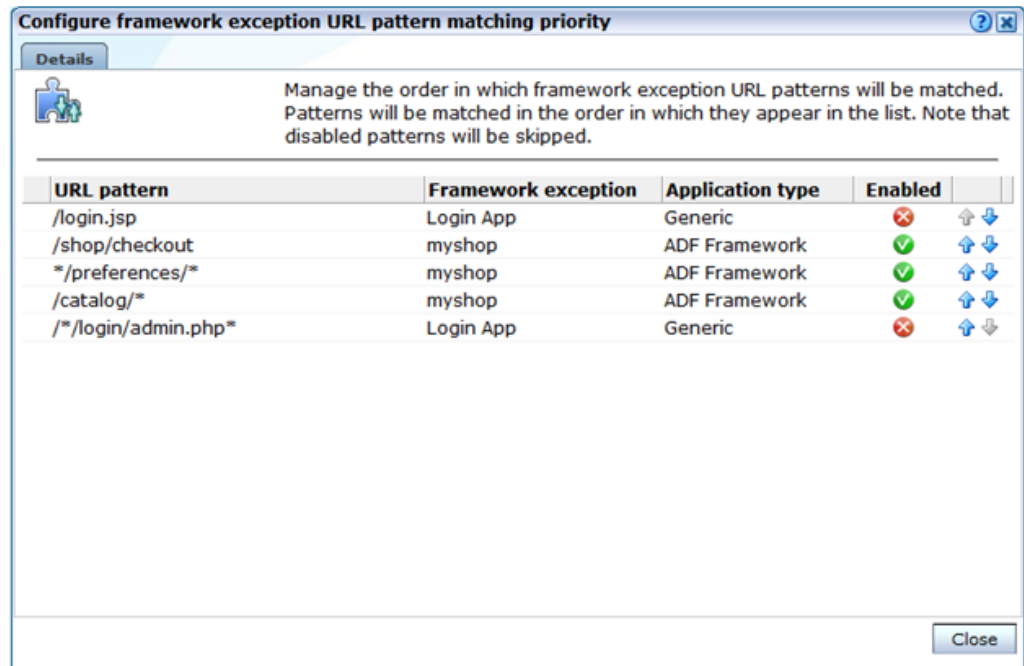 Configure framework exception URL pattern matching priority
Details
Manage the order in which framework exception URL patterns will be matched.
Patterns will be matched in the order in which they appear in the list. Note that
disabled patterns will be skipped.
URL pattern Framework exception Application type Enabled
/login.jsp Login App Generic
/shop/checkout myshop ADF Framework
*/preferences/* myshop ADF Framework
/catalog/* myshop ADF Framework
/*/login/admin.php* Login App Generic
Close